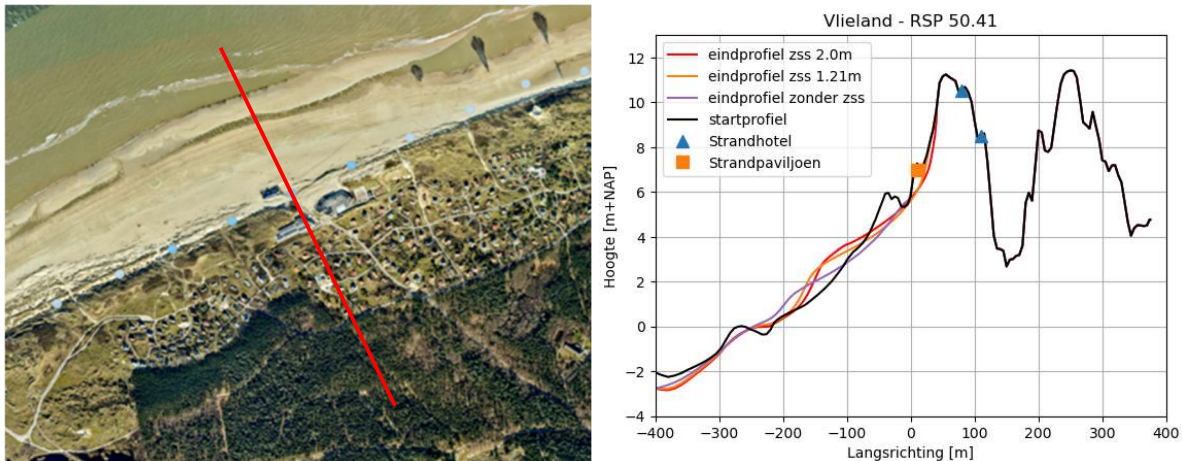 Vlieland - RSP 50.41
eindprofiel zss 2.0m
eindprofiel zss 1.21m
eindprofiel zonder zss
startprofiel
Strandhotel
Strandpaviljoen
Hoogte [m+NAP]
12
10
8
6
4
2
0
−2
−4
−400
−300
−200
−100
0
100
200
300
400
Langsrichting [m]